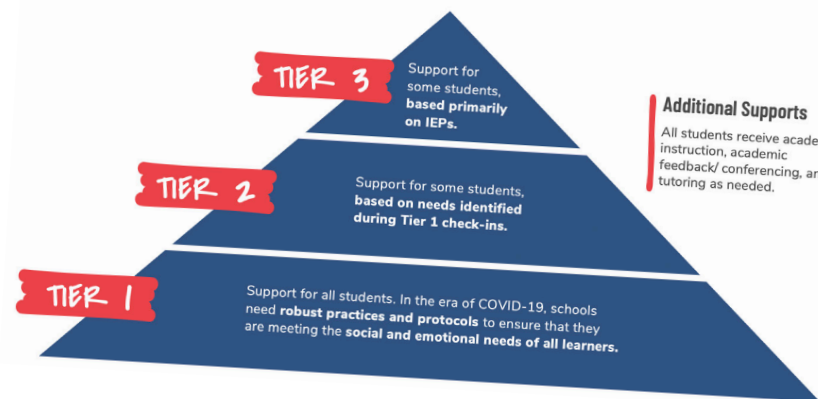 TIER 3
Support for
some students,
based primarily
on IEPs.
Additional Supports
All students receive
instruction, academic
feedback/ conferencing,
tutoring as needed.
TIER 2
Support for some students,
based on needs identified
during Tier 1 check-ins.
TIER 1
Support for all students. In the era of COVID-19, schools
need robust practices and protocols to ensure that they
are meeting the social and emotional needs of all learners.